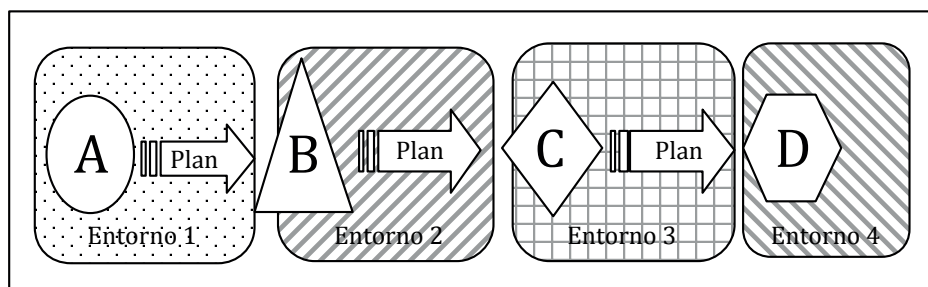 A
Plan
B
Plan
C
Plan
D
Entorno 1
Entorno 2
Entorno 3
Entorno 4